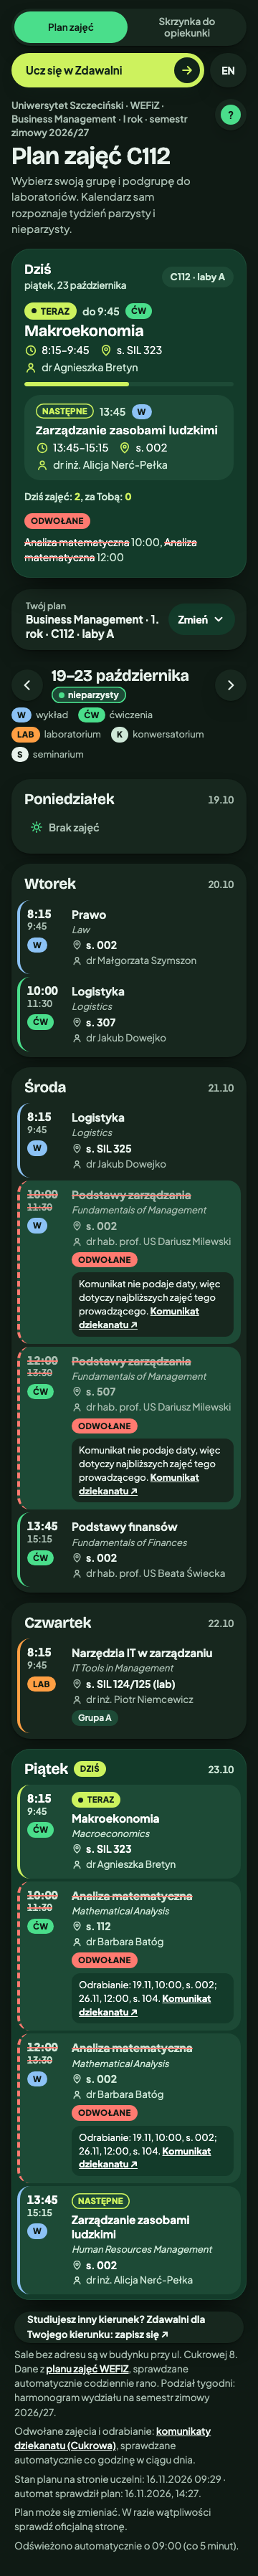 Plan zajęć
Skrzynka do
opiekunki
Ucz się w Zdawalni
EN
Uniwersytet Szczeciński · WEFiZ ·
Business Management · I rok · semestr
zimowy 2026/27
?
Plan zajęć C112
Wybierz swoją grupę i podgrupę do
laboratoriów. Kalendarz sam
rozpoznaje tydzień parzysty i
nieparzysty.
Dziś
piątek, 23 października
C112 · laby A
TERAZ do 9:45 ĆW
Makroekonomia
8:15–9:45 s. SIL 323
dr Agnieszka Bretyn
NASTĘPNE 13:45 W
Zarządzanie zasobami ludzkimi
13:45–15:15 s. 002
dr inż. Alicja Nerć-Pełka
Dziś zajęć: 2, za Tobą: 0
ODWOŁANE
Analiza matematyczna 10:00, Analiza
matematyczna 12:00
Twój plan
Business Management · 1.
rok · C112 · laby A
Zmień
19–23 października
nieparzysty
W wykład ĆW ćwiczenia
LAB laboratorium K konwersatorium
S seminarium
Poniedziałek 19.10
Brak zajęć
Wtorek 20.10
8:15 Prawo
9:45 Law
W s. 002
dr Małgorzata Szymson
10:00 Logistyka
11:30 Logistics
ĆW s. 307
dr Jakub Dowejko
Środa 21.10
8:15 Logistyka
9:45 Logistics
W s. SIL 325
dr Jakub Dowejko
10:00 Podstawy zarządzania
11:30 Fundamentals of Management
W s. 002
dr hab. prof. US Dariusz Milewski
ODWOŁANE
Komunikat nie podaje daty, więc
dotyczy najbliższych zajęć tego
prowadzącego. Komunikat
dziekanatu ↗
12:00 Podstawy zarządzania
13:30 Fundamentals of Management
ĆW s. 507
dr hab. prof. US Dariusz Milewski
ODWOŁANE
Komunikat nie podaje daty, więc
dotyczy najbliższych zajęć tego
prowadzącego. Komunikat
dziekanatu ↗
13:45 Podstawy finansów
15:15 Fundamentals of Finances
ĆW s. 002
dr hab. prof. US Beata Świecka
Czwartek 22.10
8:15 Narzędzia IT w zarządzaniu
9:45 IT Tools in Management
LAB s. SIL 124/125 (lab)
dr inż. Piotr Niemcewicz
Grupa A
Piątek DZIŚ 23.10
8:15 TERAZ
9:45 Makroekonomia
ĆW Macroeconomics
s. SIL 323
dr Agnieszka Bretyn
10:00 Analiza matematyczna
11:30 Mathematical Analysis
ĆW s. 112
dr Barbara Batóg
ODWOŁANE
Odrabianie: 19.11, 10:00, s. 002;
26.11, 12:00, s. 104. Komunikat
dziekanatu ↗
12:00 Analiza matematyczna
13:30 Mathematical Analysis
W s. 002
dr Barbara Batóg
ODWOŁANE
Odrabianie: 19.11, 10:00, s. 002;
26.11, 12:00, s. 104. Komunikat
dziekanatu ↗
13:45 NASTĘPNE
15:15 Zarządzanie zasobami
W ludzkimi
Human Resources Management
s. 002
dr inż. Alicja Nerć-Pełka
Studiujesz inny kierunek? Zdawalni dla
Twojego kierunku: zapisz się ↗
Sale bez adresu są w budynku przy ul. Cukrowej 8.
Dane z planu zajęć WEFiZ, sprawdzane
automatycznie codziennie rano. Podział tygodni:
harmonogram wydziału na semestr zimowy
2026/27.
Odwołane zajęcia i odrabianie: komunikaty
dziekanatu (Cukrowa), sprawdzane
automatycznie co godzinę w ciągu dnia.
Stan planu na stronie uczelni: 16.11.2026 09:29 ·
automat sprawdził plan: 16.11.2026, 14:27.
Plan może się zmieniać. W razie wątpliwości
sprawdź oficjalną stronę.
Odświeżono automatycznie o 09:00 (co 5 minut).